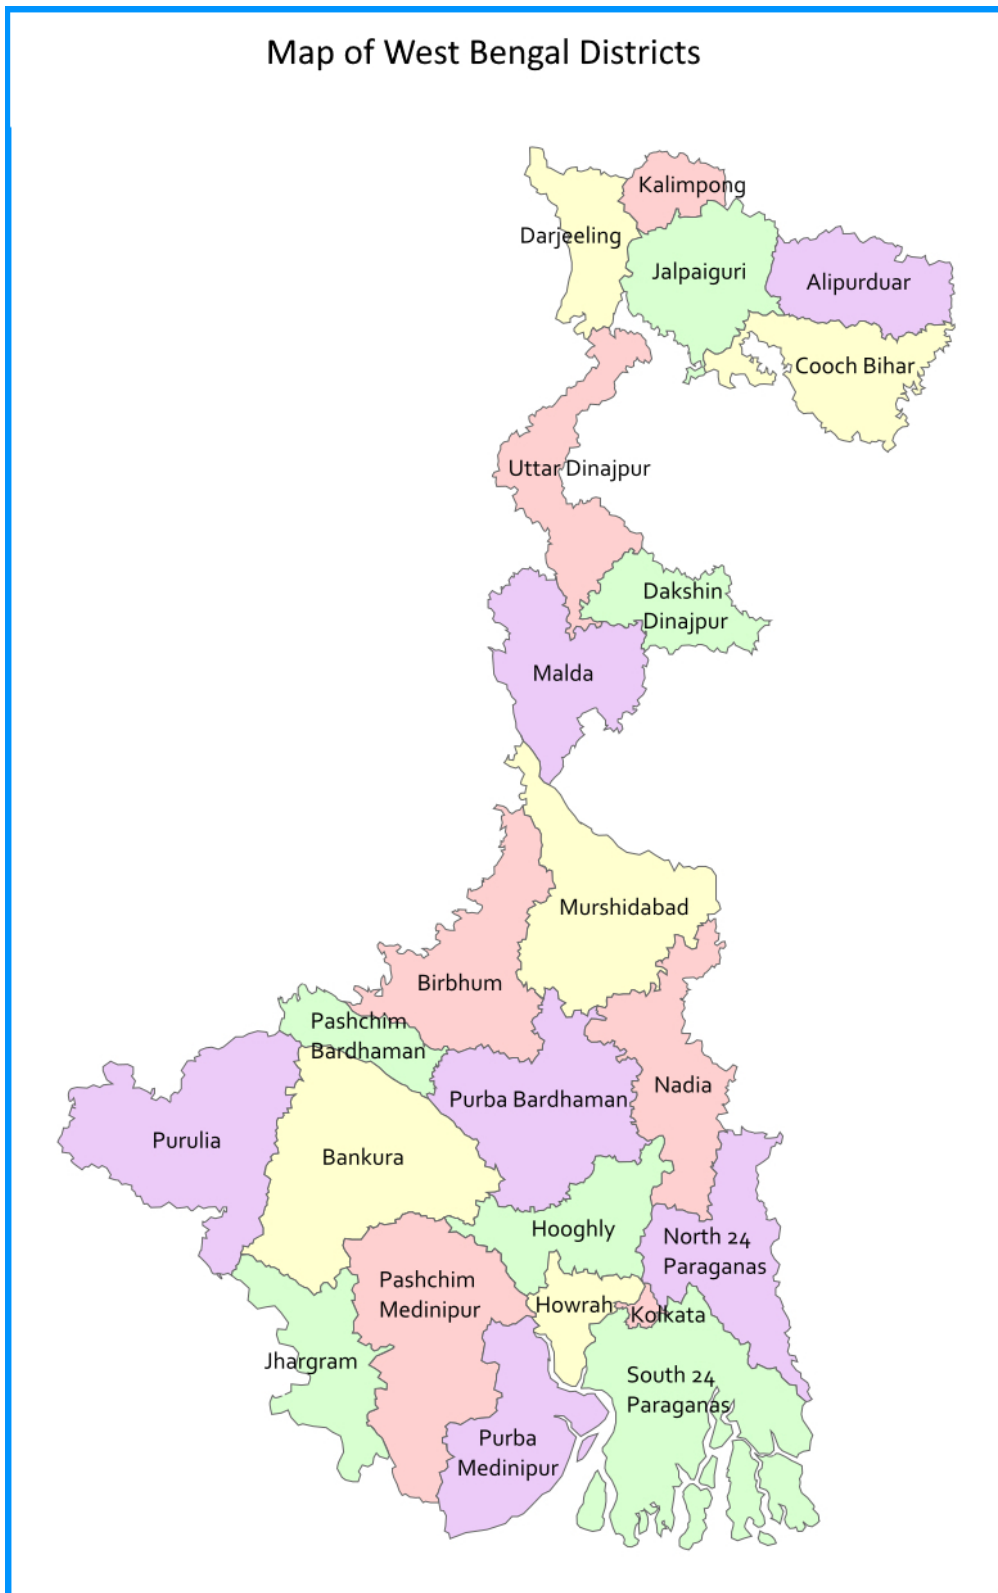 Map of West Bengal Districts
Kalimpong
Darjeeling
Jalpaiguri
Alipurduar
Cooch Bihar
Uttar Dinajpur
Dakshin
Dinajpur
Malda
Murshidabad
Birbhum
Pashchim
Bardhaman
Nadia
Purba Bardhaman
Purulia
Bankura
Hooghly
North 24
Paraganas
Pashchim
Medinipur
Howrah
Kolkata
Jhargram
South 24
Paraganas
Purba
Medinipur